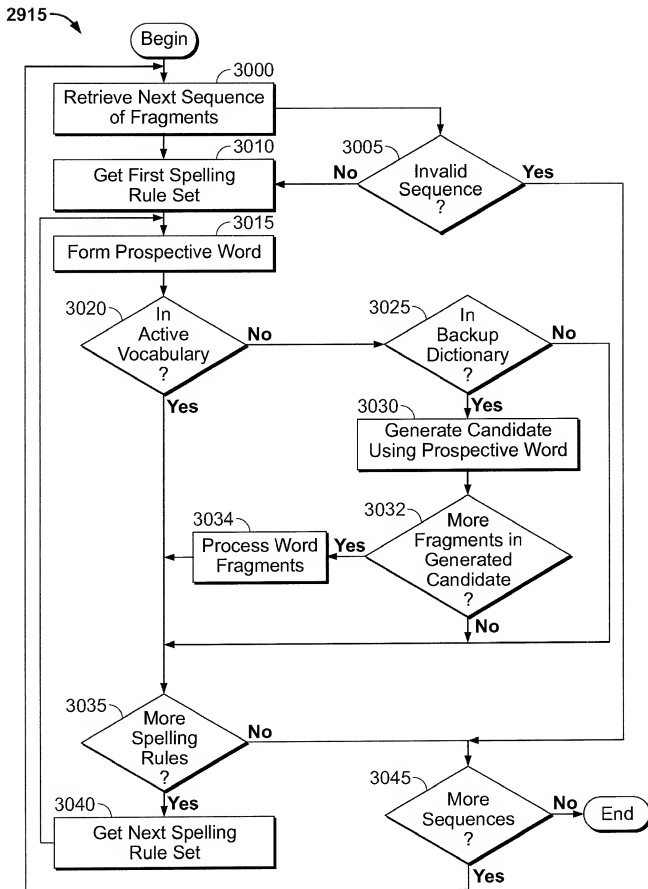 2915
Begin
3000
Retrieve Next Sequence
of Fragments
3005
Invalid
Sequence
?
No
Yes
3010
Get First Spelling
Rule Set
3015
Form Prospective Word
3020
In
Active
Vocabulary
?
No
Yes
3025
In
Backup
Dictionary
?
No
Yes
3030
Generate Candidate
Using Prospective Word
3032
More
Fragments in
Generated
Candidate
?
Yes
No
3034
Process Word
Fragments
3035
More
Spelling
Rules
?
No
Yes
3040
Get Next Spelling
Rule Set
3045
More
Sequences
?
No
Yes
End